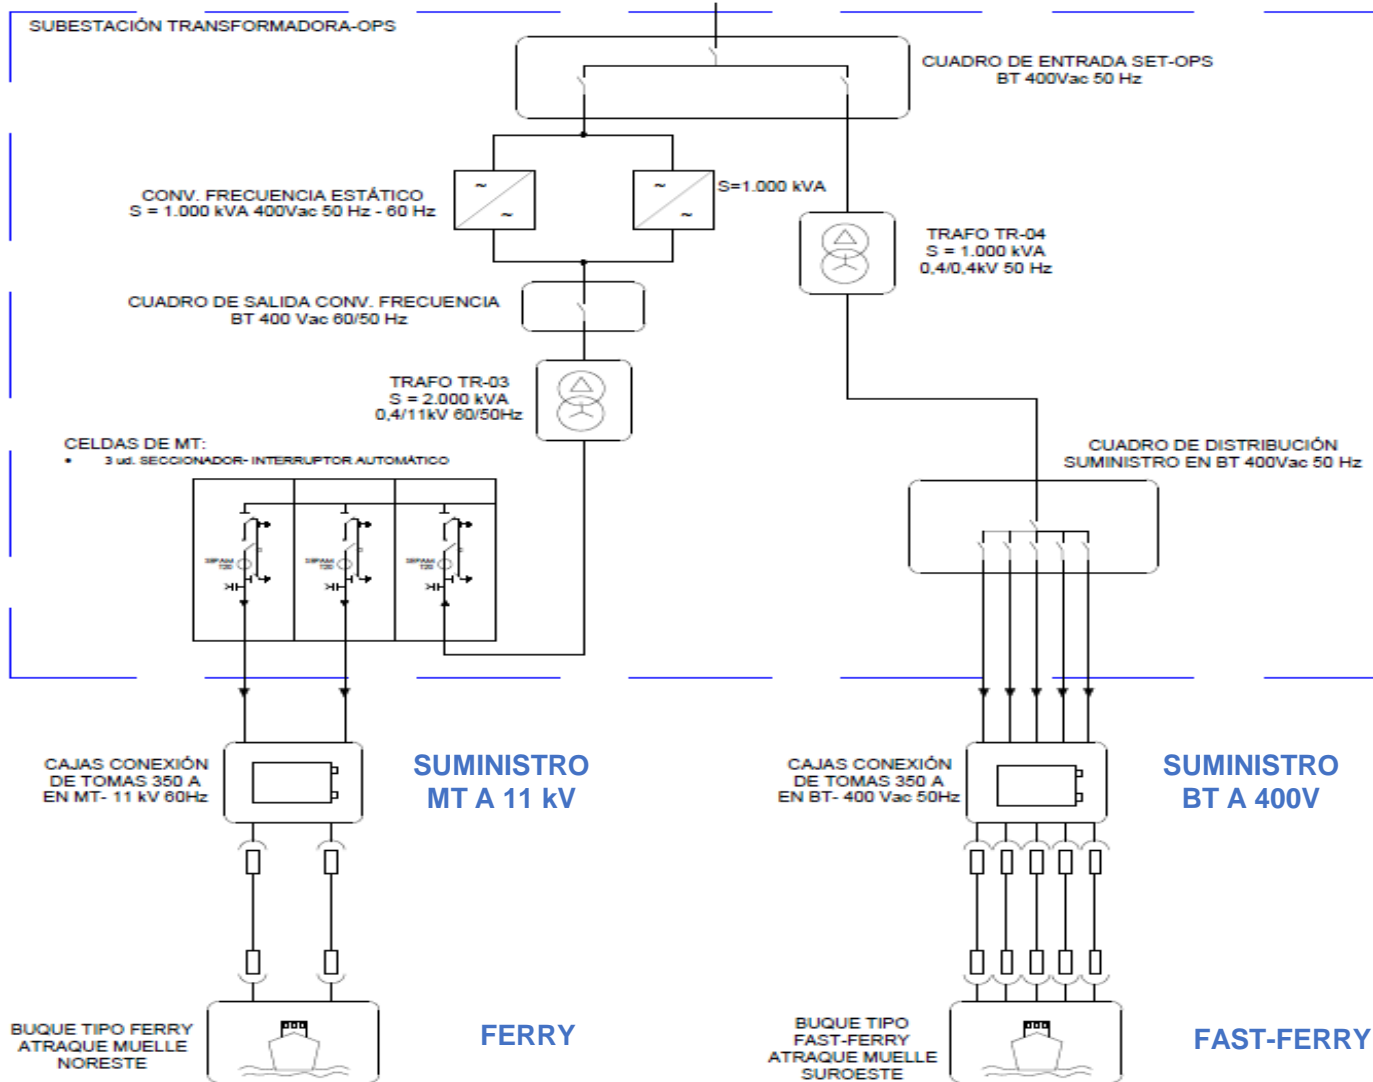 SUBESTACIÓN TRANSFORMADORA-OPS
CUADRO DE ENTRADA SET-OPS
BT 400Vac 50 Hz
CONV. FRECUENCIA ESTÁTICO
S = 1.000 kVA 400Vac 50 Hz - 60 Hz
S=1.000 kVA
TRAFO TR-04
S = 1.000 kVA
0,4/0,4kV 50 Hz
CUADRO DE SALIDA CONV. FRECUENCIA
BT 400 Vac 60/50 Hz
TRAFO TR-03
S = 2.000 kVA
0,4/11kV 60/50Hz
CELDAS DE MT:
• 3 ud. SECCIONADOR- INTERRUPTOR AUTOMÁTICO
SEPAM
T20
SEPAM
T20
SEPAM
T20
CUADRO DE DISTRIBUCIÓN
SUMINISTRO EN BT 400Vac 50 Hz
CAJAS CONEXIÓN
DE TOMAS 350 A
EN MT- 11 kV 60Hz
SUMINISTRO
MT A 11 kV
CAJAS CONEXIÓN
DE TOMAS 350 A
EN BT- 400 Vac 50Hz
SUMINISTRO
BT A 400V
BUQUE TIPO FERRY
ATRAQUE MUELLE
NORESTE
FERRY
BUQUE TIPO
FAST-FERRY
ATRAQUE MUELLE
SUROESTE
FAST-FERRY